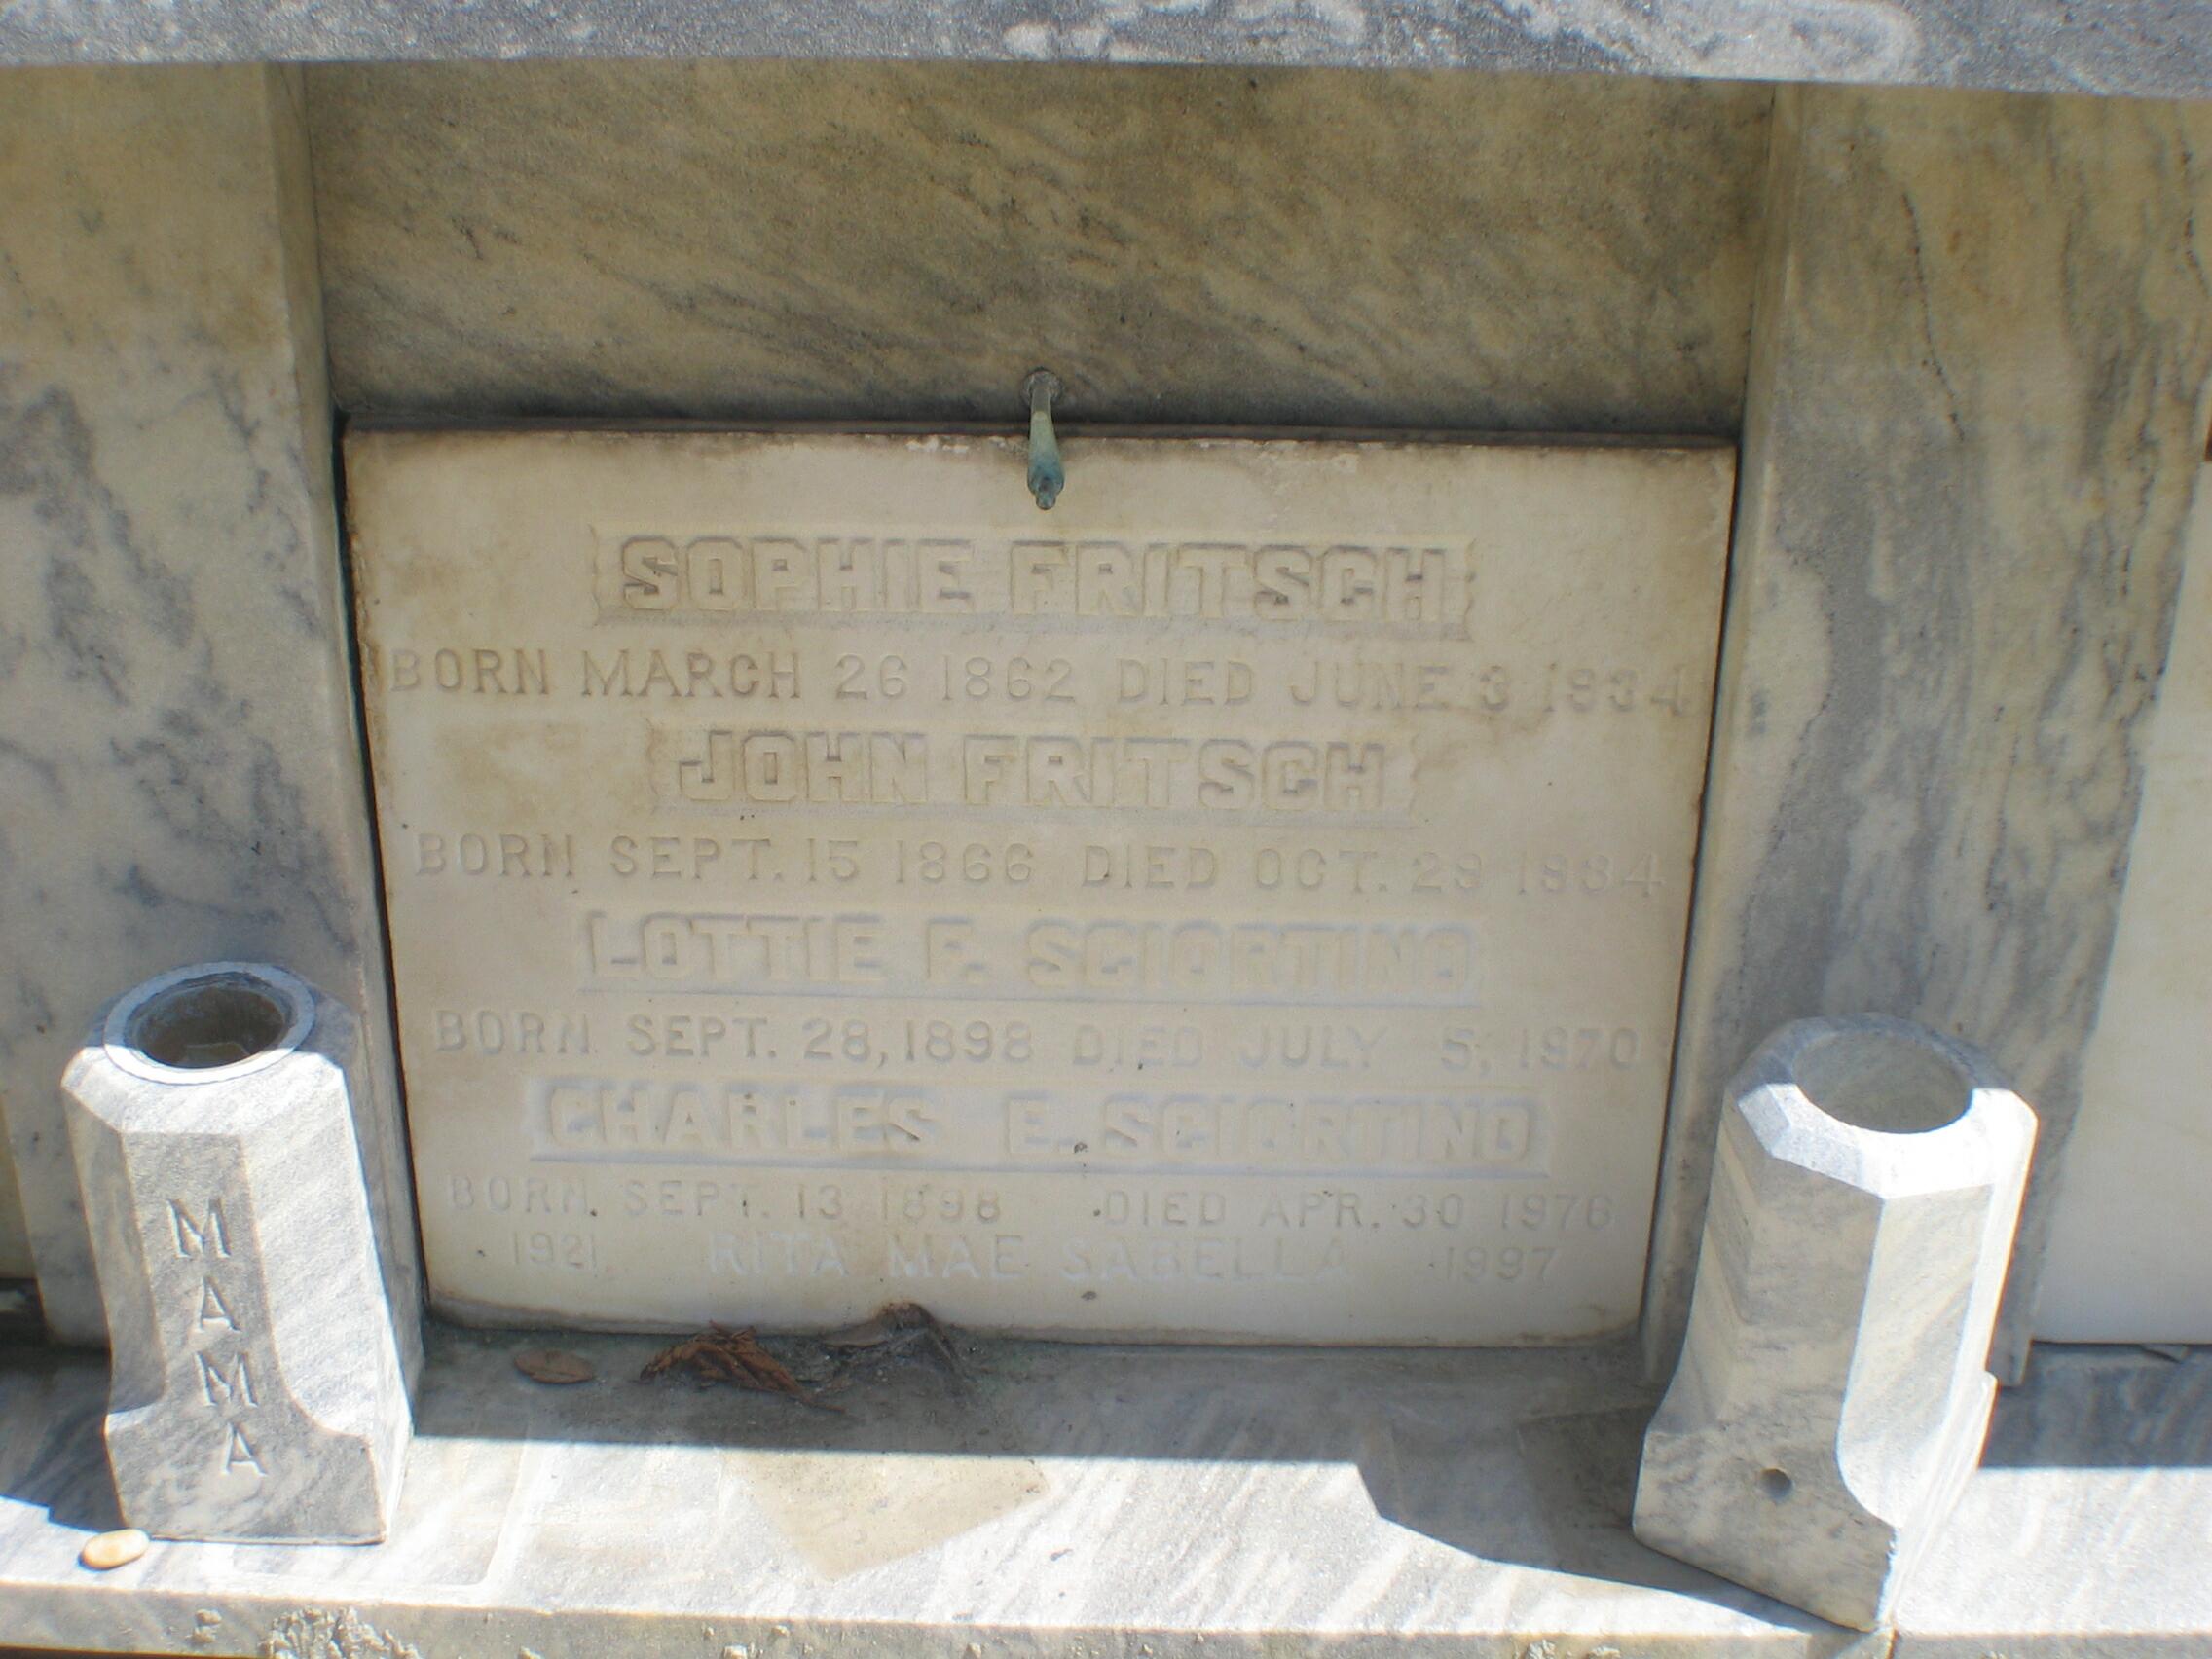 SOPHIE FRITSCH
BORN MARCH 26 1862 DIED JUNE 3 1934
JOHN FRITSCH
BORN SEPT. 15 1866 DIED OCT. 29 1934
LOTTIE F. SCIORTINO
BORN SEPT. 28, 1898 DIED JULY 5, 1970
CHARLES E. SCIORTINO
BORN SEPT. 13 1898 DIED APR. 30 1976
1921 RITA MAE SABELLA 1997
MAMA